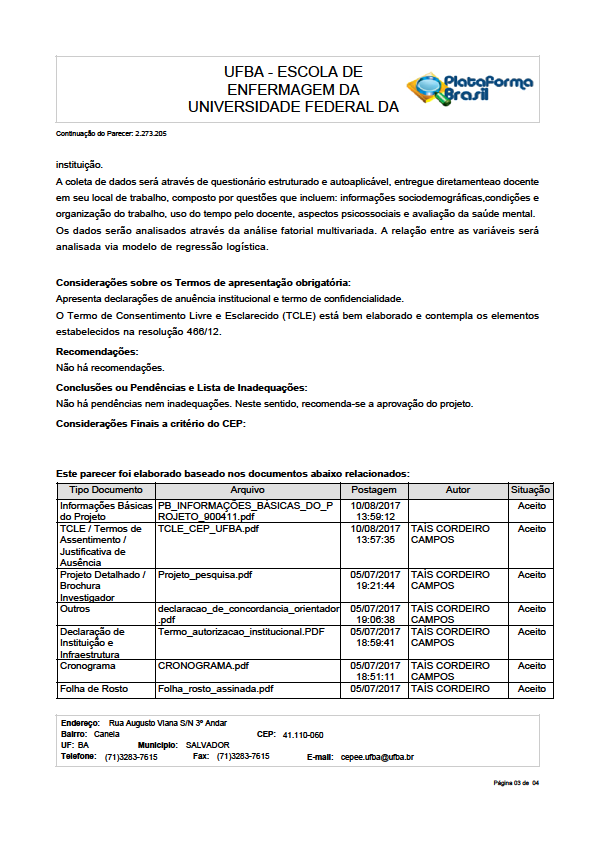 UFBA - ESCOLA DE
ENFERMAGEM DA
UNIVERSIDADE FEDERAL DA
Plataforma
Brasil
Continuação do Parecer: 2.273.205
instituição.
A coleta de dados será através de questionário estruturado e autoaplicável, entregue diretamenteao docente
em seu local de trabalho, composto por questões que incluem: informações sociodemográficas,condições e
organização do trabalho, uso do tempo pelo docente, aspectos psicossociais e avaliação da saúde mental.
Os dados serão analisados através da análise fatorial multivariada. A relação entre as variáveis será
analisada via modelo de regressão logística.
Considerações sobre os Termos de apresentação obrigatória:
Apresenta declarações de anuência institucional e termo de confidencialidade.
O Termo de Consentimento Livre e Esclarecido (TCLE) está bem elaborado e contempla os elementos
estabelecidos na resolução 466/12.
Recomendações:
Não há recomendações.
Conclusões ou Pendências e Lista de Inadequações:
Não há pendências nem inadequações. Neste sentido, recomenda-se a aprovação do projeto.
Considerações Finais a critério do CEP:
Este parecer foi elaborado baseado nos documentos abaixo relacionados:
Tipo Documento Arquivo Postagem Autor Situação
Informações Básicas PB_INFORMAÇÕES_BÁSICAS_DO_P 10/08/2017 Aceito
do Projeto ROJETO_900411.pdf 13:59:12
TCLE / Termos de TCLE_CEP_UFBA.pdf 10/08/2017 TAÍS CORDEIRO Aceito
Assentimento / 13:57:35 CAMPOS
Justificativa de
Ausência
Projeto Detalhado / Projeto_pesquisa.pdf 05/07/2017 TAÍS CORDEIRO Aceito
Brochura 19:21:44 CAMPOS
Investigador
Outros declaracao_de_concordancia_orientador 05/07/2017 TAÍS CORDEIRO Aceito
.pdf 19:06:38 CAMPOS
Declaração de Termo_autorizacao_institucional.PDF 05/07/2017 TAÍS CORDEIRO Aceito
Instituição e 18:59:41 CAMPOS
Infraestrutura
Cronograma CRONOGRAMA.pdf 05/07/2017 TAÍS CORDEIRO Aceito
18:51:11 CAMPOS
Folha de Rosto Folha_rosto_assinada.pdf 05/07/2017 TAÍS CORDEIRO Aceito
Endereço: Rua Augusto Viana S/N 3º Andar
Bairro: Canela CEP: 41.110-060
UF: BA Município: SALVADOR
Telefone: (71)3283-7615 Fax: (71)3283-7615 E-mail: cepee.ufba@ufba.br
Página 03 de 04